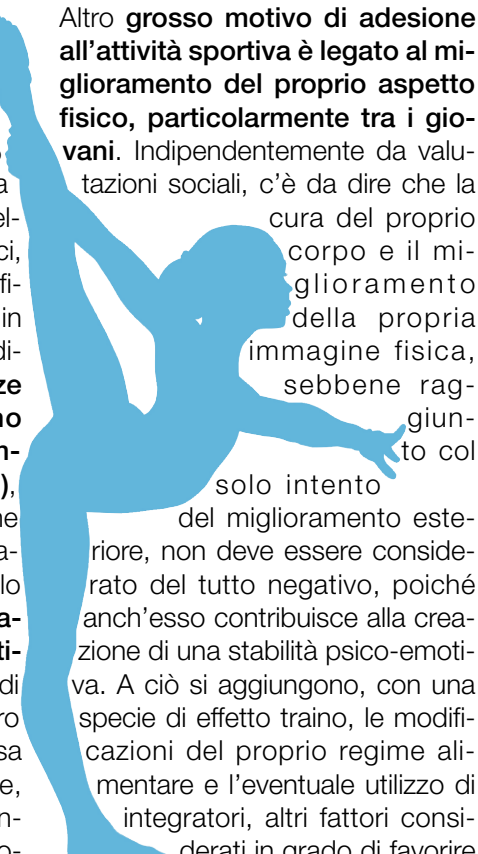 Altro grosso motivo di adesione
all’attività sportiva è legato al mi-
glioramento del proprio aspetto
fisico, particolarmente tra i gio-
vani. Indipendentemente da valu-
tazioni sociali, c’è da dire che la
cura del proprio
corpo e il mi-
glioramento
della propria
immagine fisica,
sebbene rag-
giun-
to col
solo intento
del miglioramento este-
riore, non deve essere conside-
rato del tutto negativo, poiché
anch’esso contribuisce alla crea-
zione di una stabilità psico-emoti-
va. A ciò si aggiungono, con una
specie di effetto traino, le modifi-
cazioni del proprio regime ali-
mentare e l’eventuale utilizzo di
integratori, altri fattori consi-
derati in grado di favorire